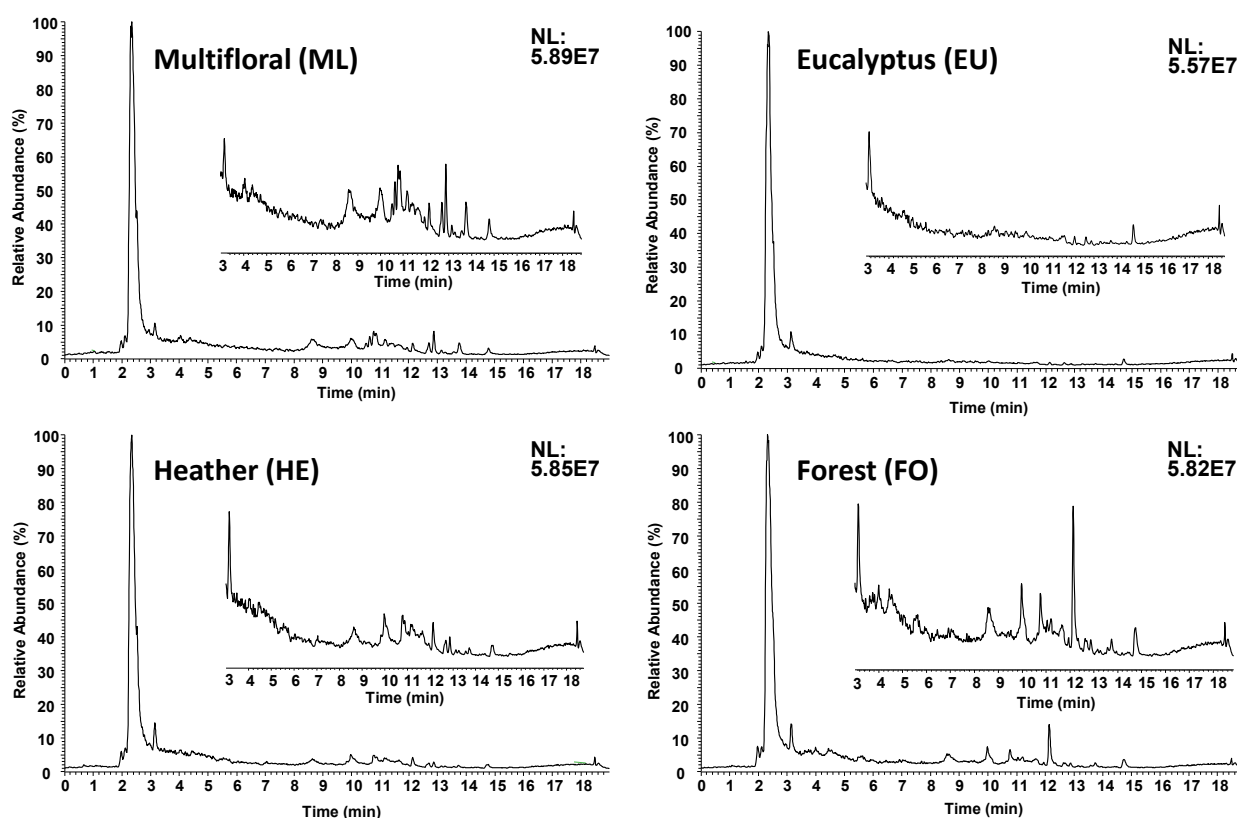 Multifloral (ML)
NL:
5.89E7
Relative Abundance (%)
100
90
80
70
60
50
40
30
20
10
0
3 4 5 6 7 8 9 10 11 12 13 14 15 16 17 18
Time (min)
0 1 2 3 4 5 6 7 8 9 10 11 12 13 14 15 16 17 18
Time (min)
Eucalyptus (EU)
NL:
5.57E7
Relative Abundance (%)
100
90
80
70
60
50
40
30
20
10
0
3 4 5 6 7 8 9 10 11 12 13 14 15 16 17 18
Time (min)
0 1 2 3 4 5 6 7 8 9 10 11 12 13 14 15 16 17 18
Time (min)
Heather (HE)
NL:
5.85E7
Relative Abundance (%)
100
90
80
70
60
50
40
30
20
10
0
3 4 5 6 7 8 9 10 11 12 13 14 15 16 17 18
Time (min)
0 1 2 3 4 5 6 7 8 9 10 11 12 13 14 15 16 17 18
Time (min)
Forest (FO)
NL:
5.82E7
Relative Abundance (%)
100
90
80
70
60
50
40
30
20
10
0
3 4 5 6 7 8 9 10 11 12 13 14 15 16 17 18
Time (min)
0 1 2 3 4 5 6 7 8 9 10 11 12 13 14 15 16 17 18
Time (min)